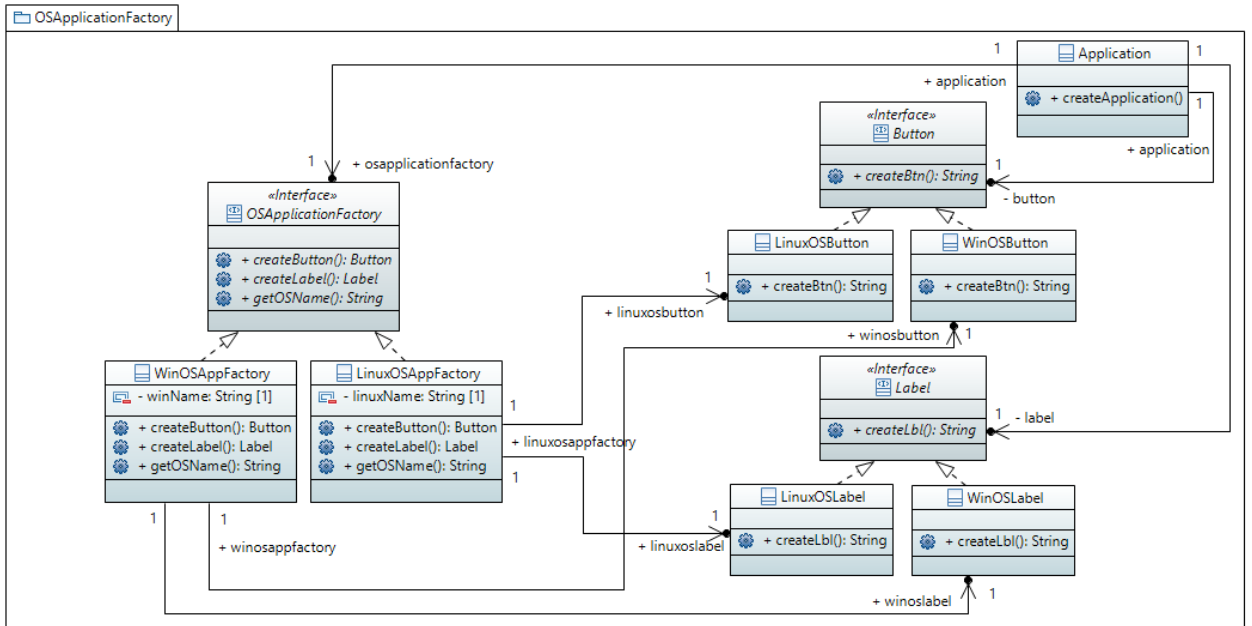 OSApplicationFactory
1
Application
1
+ application
+ createApplication()
1
+ application
«Interface»
Button
+ createBtn(): String
1
- button
1
+ osapplicationfactory
«Interface»
OSApplicationFactory
+ createButton(): Button
+ createLabel(): Label
+ getOSName(): String
LinuxOSButton
+ createBtn(): String
WinOSButton
+ createBtn(): String
1
+ linuxosbutton
+ winosbutton
1
WinOSAppFactory
- winName: String [1]
+ createButton(): Button
+ createLabel(): Label
+ getOSName(): String
LinuxOSAppFactory
- linuxName: String [1]
+ createButton(): Button
+ createLabel(): Label
+ getOSName(): String
1
+ linuxosappfactory
1
«Interface»
Label
+ createLbl(): String
1
- label
LinuxOSLabel
+ createLbl(): String
WinOSLabel
+ createLbl(): String
1
+ linuxoslabel
1
1
+ winosappfactory
+ winoslabel
1